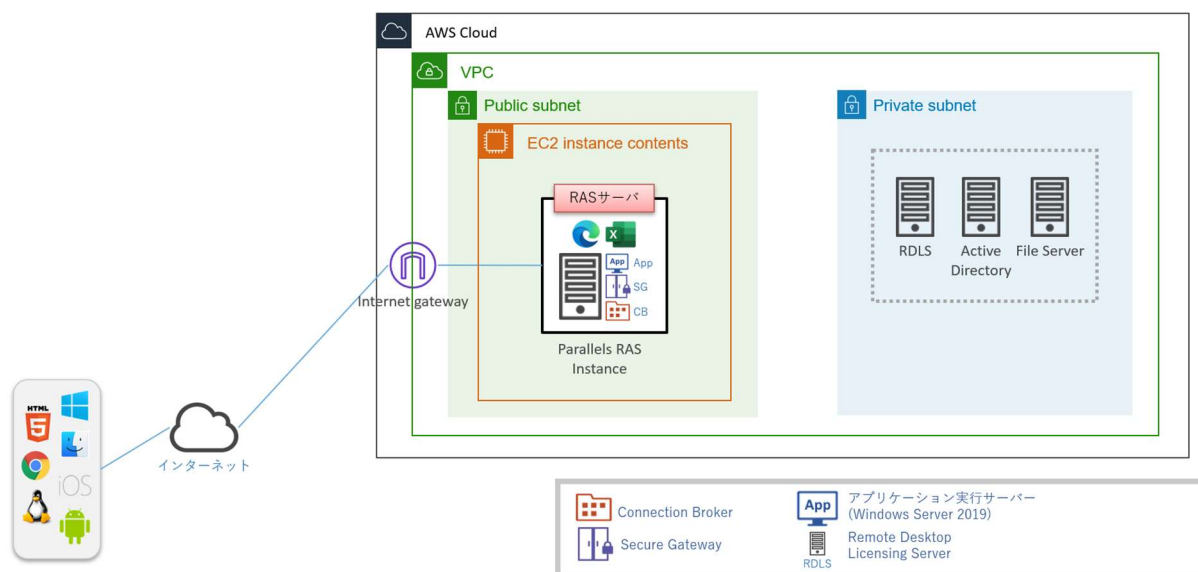 AWS Cloud
VPC
Public subnet
Private subnet
EC2 instance contents
RASサーバ
App
App
SG
CB
Parallels RAS
Instance
RDLS
Active
Directory
File Server
Internet gateway
インターネット
HTML
5
iOS
Connection Broker
Secure Gateway
App
アプリケーション実行サーバー
(Windows Server 2019)
RDLS
Remote Desktop
Licensing Server